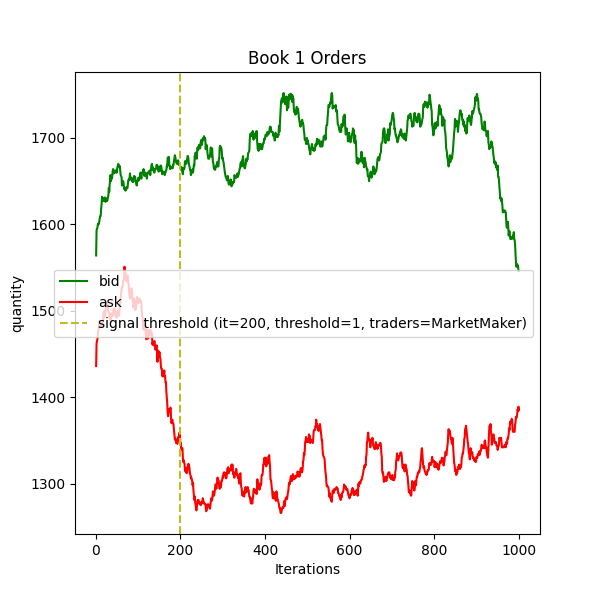 Book 1 Orders
1700
1600
1500
1400
1300
quantity
bid
ask
signal threshold (it=200, threshold=1, traders=MarketMaker)
0 200 400 600 800 1000
Iterations